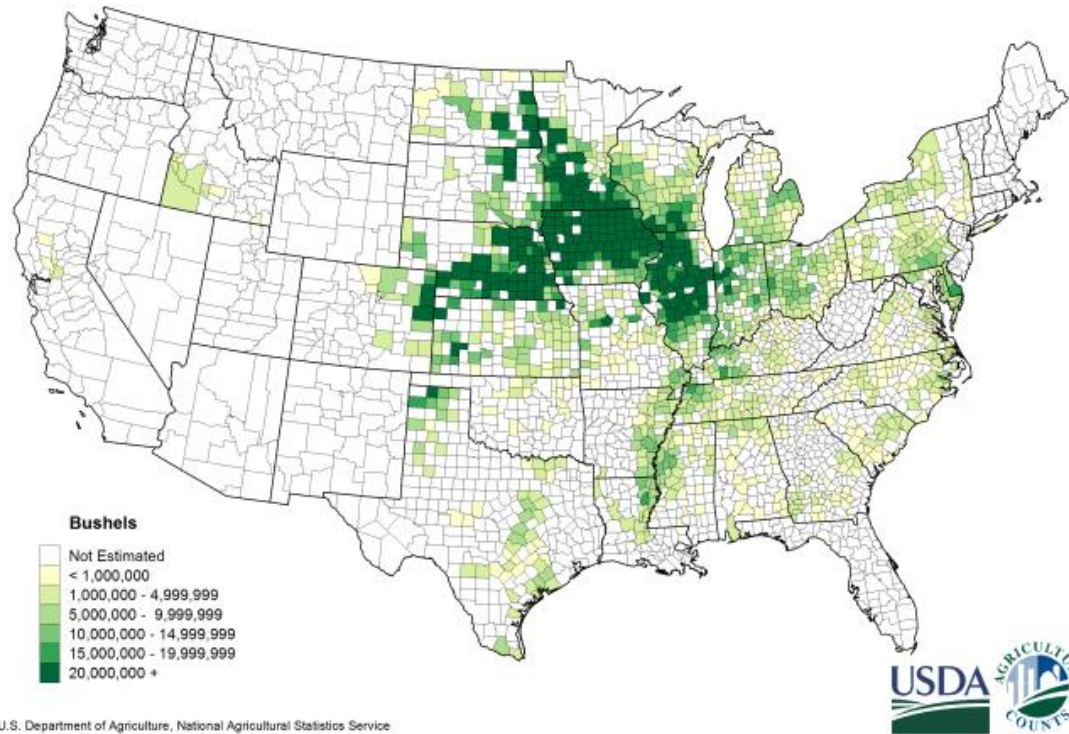 Bushels
Not Estimated
< 1,000,000
1,000,000 - 4,999,999
5,000,000 - 9,999,999
10,000,000 - 14,999,999
15,000,000 - 19,999,999
20,000,000 +
USDA
AGRICULTURE
COUNTS
U.S. Department of Agriculture, National Agricultural Statistics Service